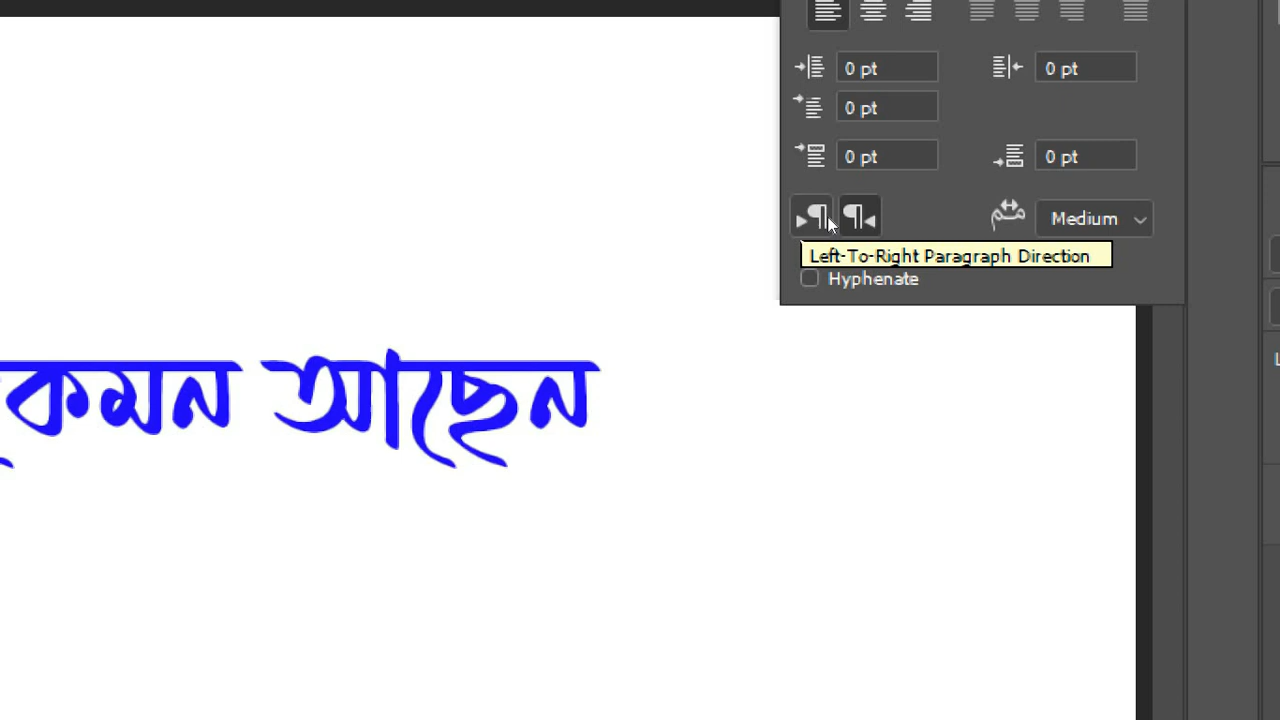 0 pt 0 pt
0 pt
0 pt 0 pt
Medium
Left-To-Right Paragraph Direction
Hyphenate
কেমন আছেন